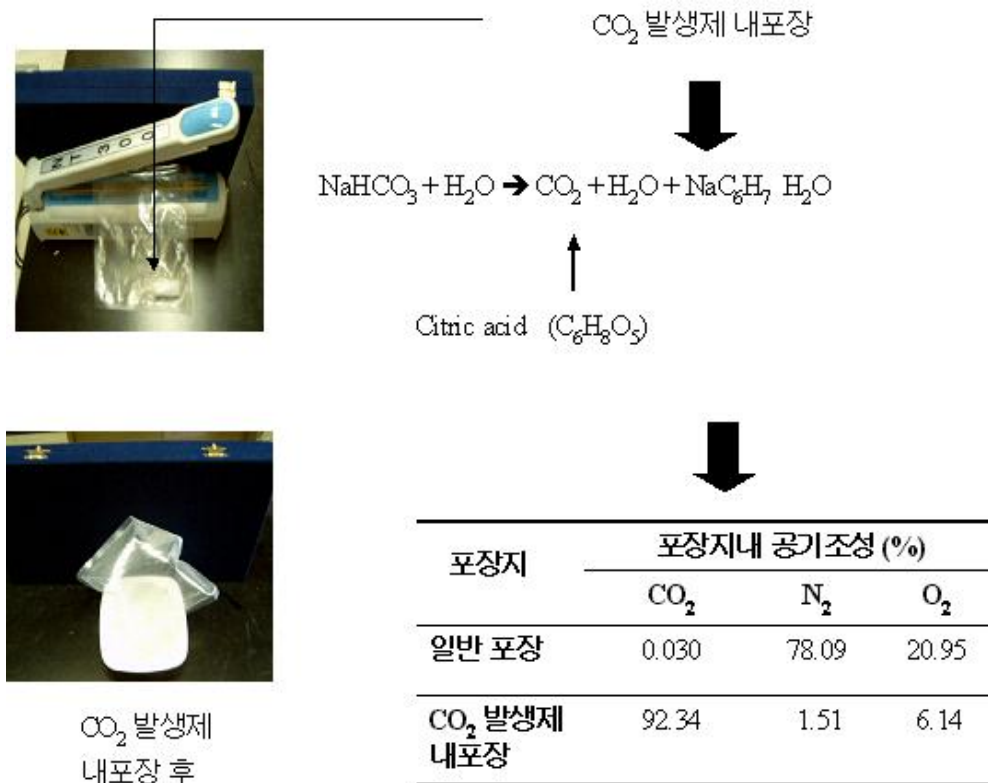 CO₂ 발생제 내포장
NT 300
NaHCO₃ + H₂O ➔ CO₂ + H₂O + NaC₆H₇ H₂O
Citric acid (C₆H₈O₅)
CO₂ 발생제
내포장 후
포장지 포장지내 공기조성 (%)
CO₂ N₂ O₂
일반 포장 0.030 78.09 20.95
CO₂ 발생제 92.34 1.51 6.14
내포장